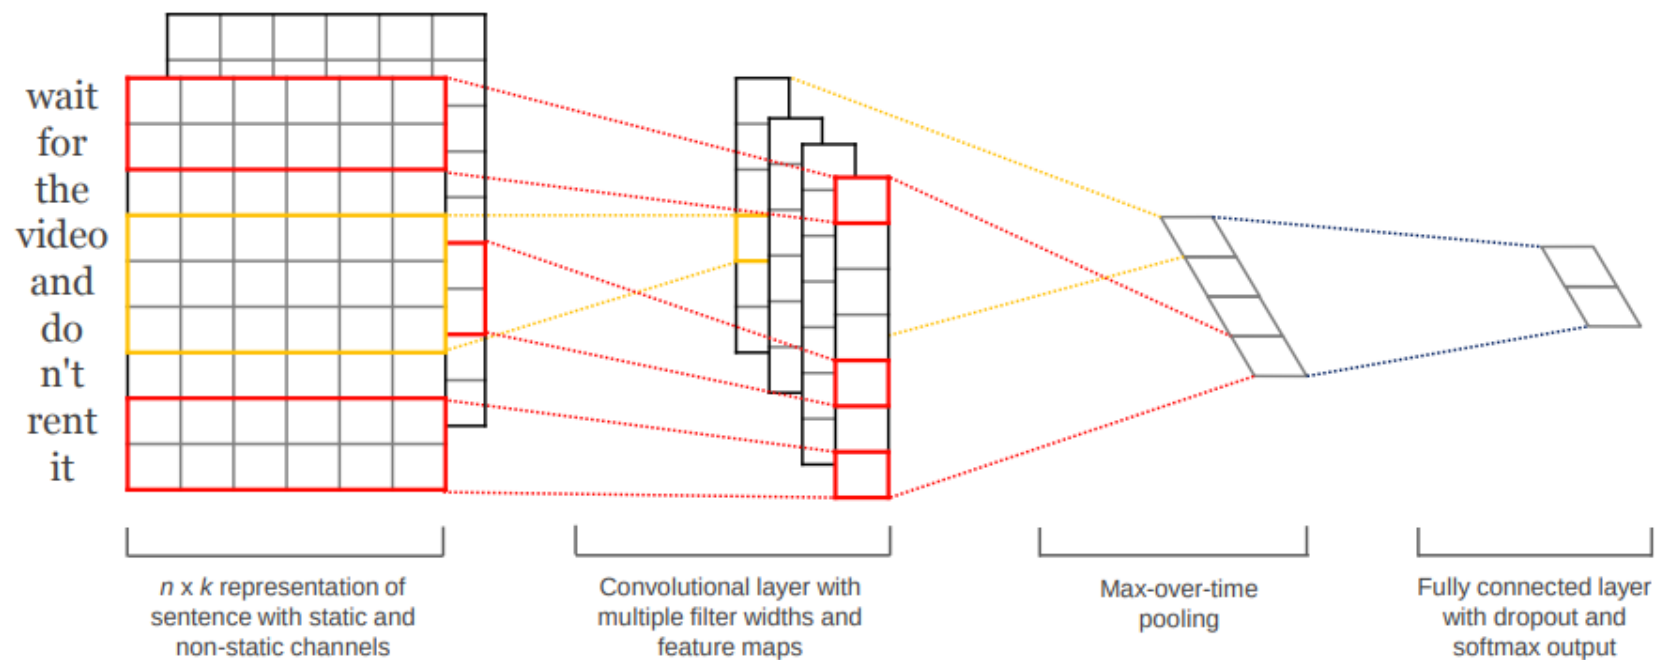 wait
for
the
video
and
do
n't
rent
it
n x k representation of
sentence with static and
non-static channels
Convolutional layer with
multiple filter widths and
feature maps
Max-over-time
pooling
Fully connected layer
with dropout and
softmax output